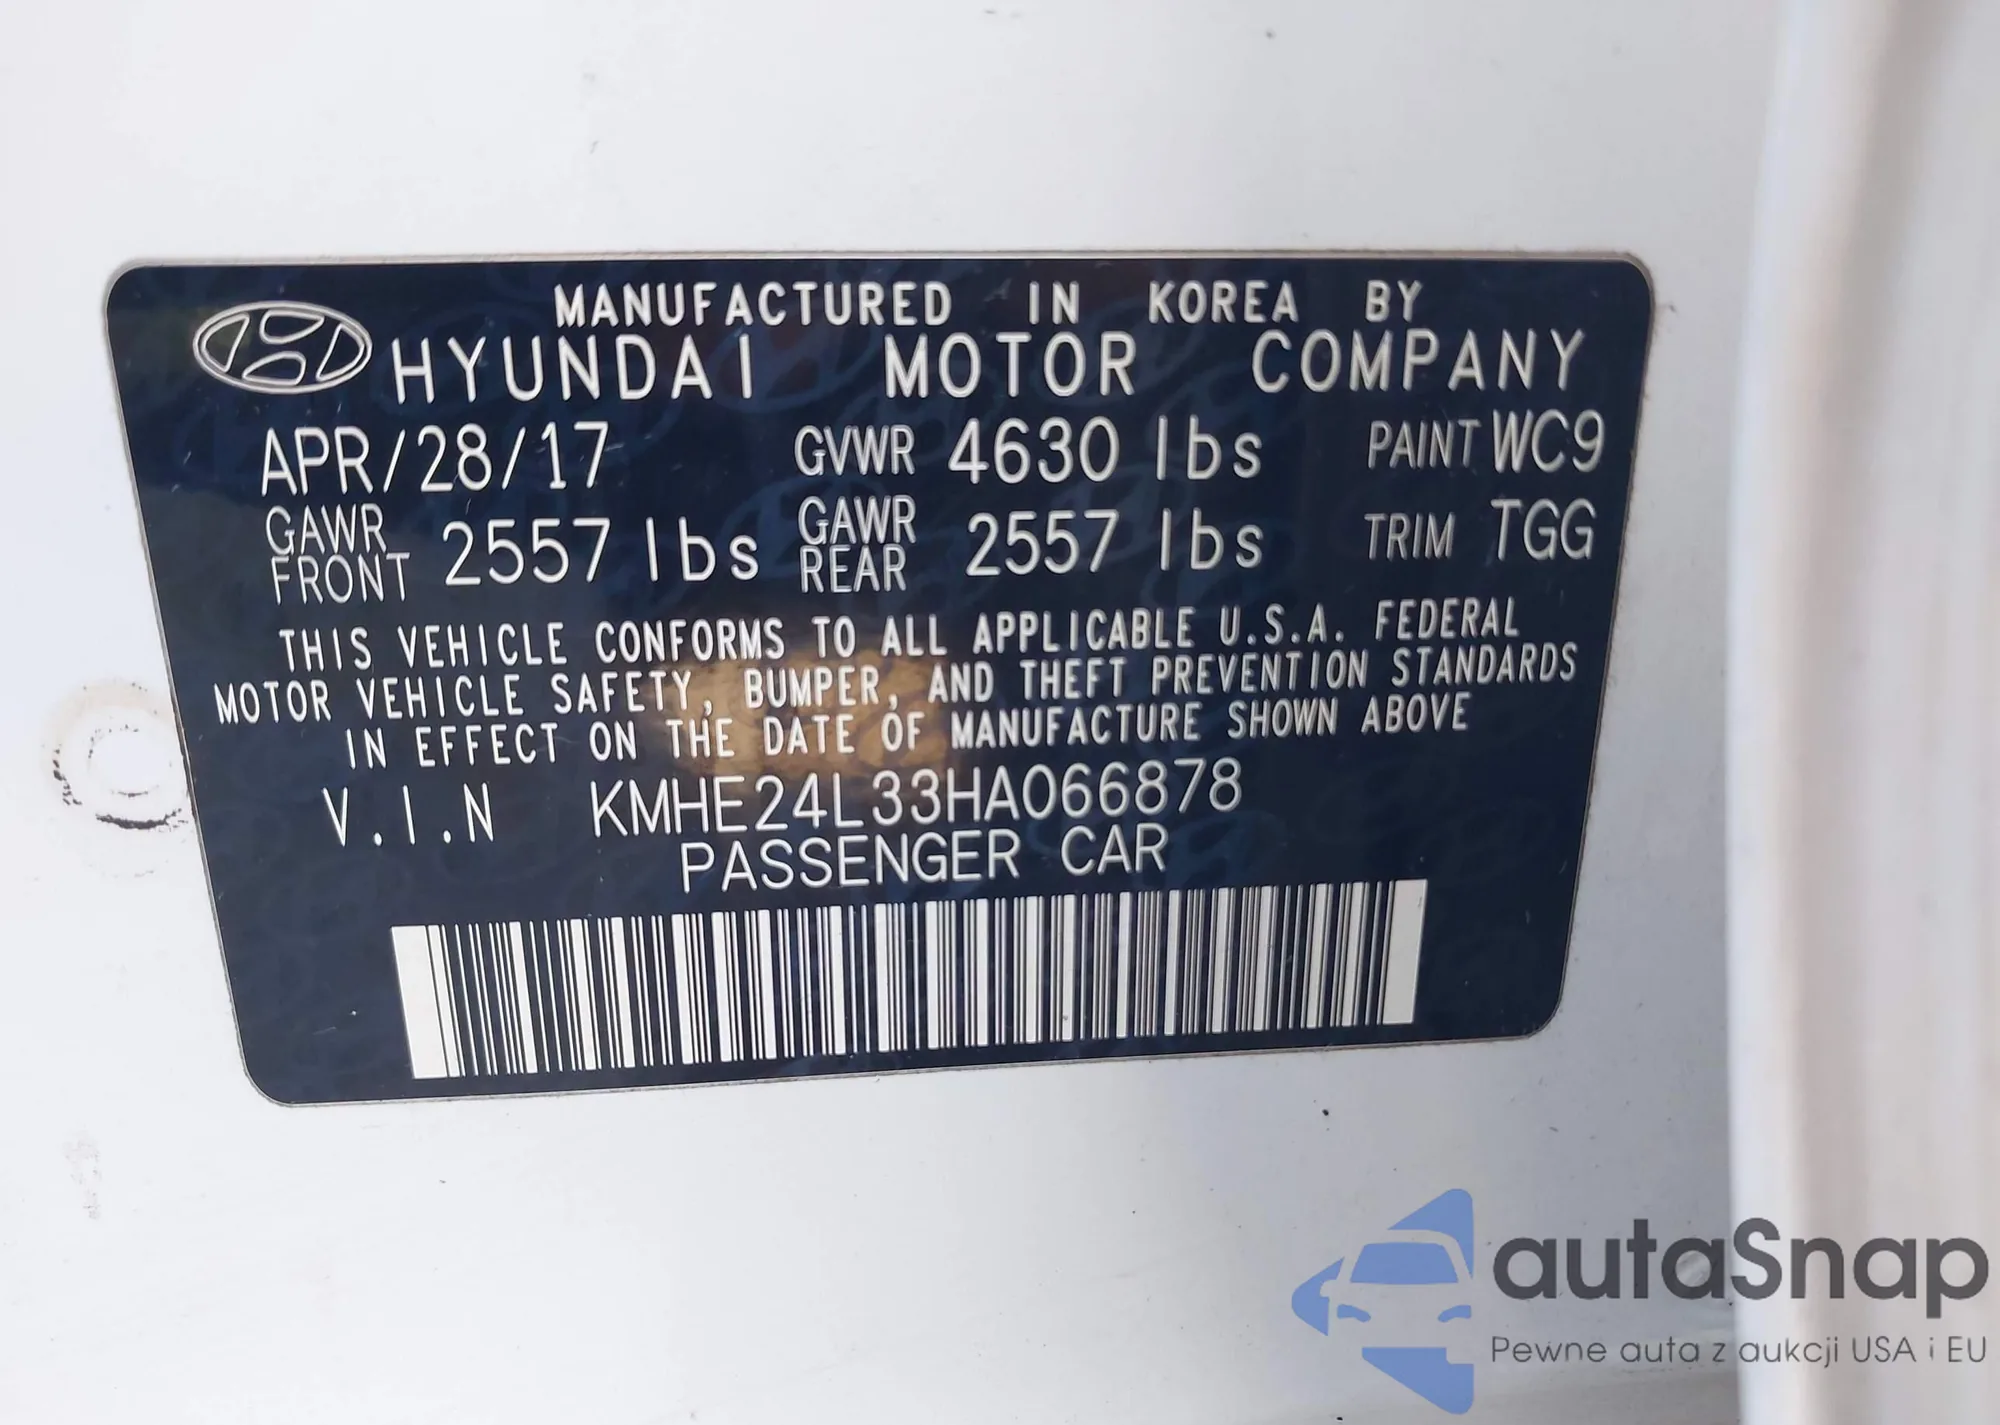 MANUFACTURED IN KOREA BY
HYUNDAI MOTOR COMPANY
APR/28/17 GVWR 4630 lbs PAINT WC9
GAWR FRONT 2557 lbs GAWR REAR 2557 lbs TRIM TGG
THIS VEHICLE CONFORMS TO ALL APPLICABLE U.S.A. FEDERAL
MOTOR VEHICLE SAFETY, BUMPER, AND THEFT PREVENTION STANDARDS
IN EFFECT ON THE DATE OF MANUFACTURE SHOWN ABOVE
V.I.N KMHE24L33HA066878
PASSENGER CAR
autaSnap
Pewne auta z aukcji USA i EU